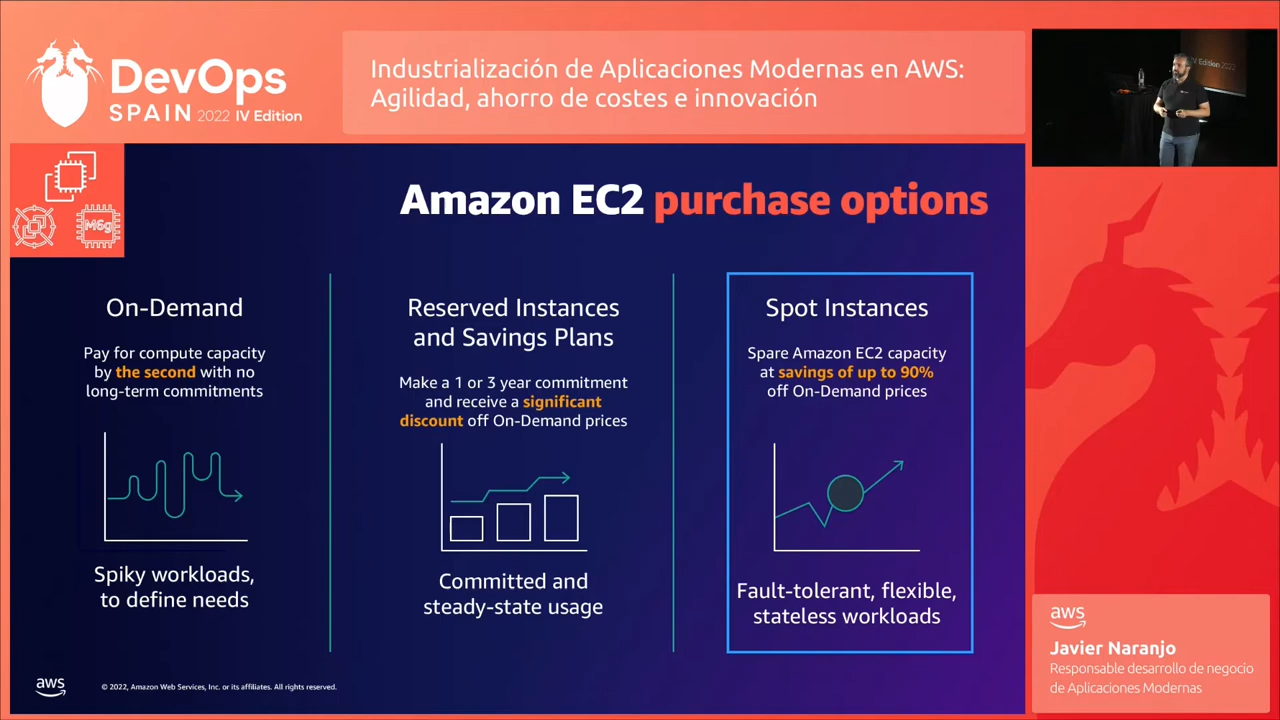 DevOps
SPAIN 2022 IV Edition
Industrialización de Aplicaciones Modernas en AWS:
Agilidad, ahorro de costes e innovación
IV Edition 2022
M6g
Amazon EC2 purchase options
On-Demand
Pay for compute capacity
by the second with no
long-term commitments
Spiky workloads,
to define needs
Reserved Instances
and Savings Plans
Make a 1 or 3 year commitment
and receive a significant
discount off On-Demand prices
Committed and
steady-state usage
Spot Instances
Spare Amazon EC2 capacity
at savings of up to 90%
off On-Demand prices
Fault-tolerant, flexible,
stateless workloads
aws
© 2022, Amazon Web Services, Inc. or its affiliates. All rights reserved.
aws
Javier Naranjo
Responsable desarrollo de negocio
de Aplicaciones Modernas